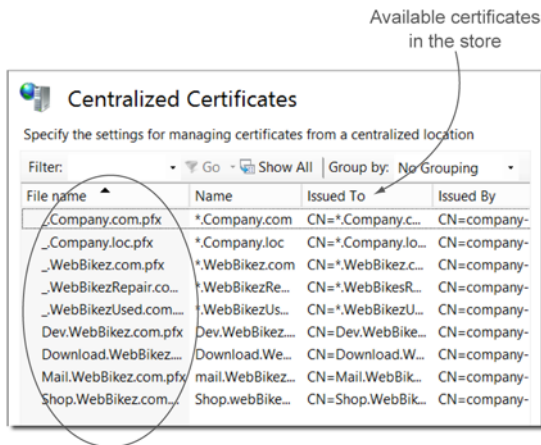 Available certificates
in the store
Centralized Certificates
Specify the settings for managing certificates from a centralized location
Filter: Go Show All Group by: No Grouping
File name Name Issued To Issued By
_.Company.com.pfx *.Company.com CN=*.Company.c... CN=company-
_.Company.loc.pfx *.Company.loc CN=*.Company.lo... CN=company-
_.WebBikez.com.pfx *.WebBikez.com CN=*.WebBikez.c... CN=company-
_.WebBikezRepair.co... *.WebBikezRe... CN=*.WebBikesR... CN=company-
_.WebBikezUsed.com.... *.WebBikezUs... CN=*.WebBikezU... CN=company-
Dev.WebBikez.com.pfx Dev.WebBikez.... CN=Dev.WebBike... CN=company-
Download.WebBikez.... Download.We... CN=Download.W... CN=company-
Mail.WebBikez.com.pfx mail.WebBikez... CN=Mail.WebBik... CN=company-
Shop.WebBikez.com... Shop.webBike... CN=Shop.WebBik... CN=company-